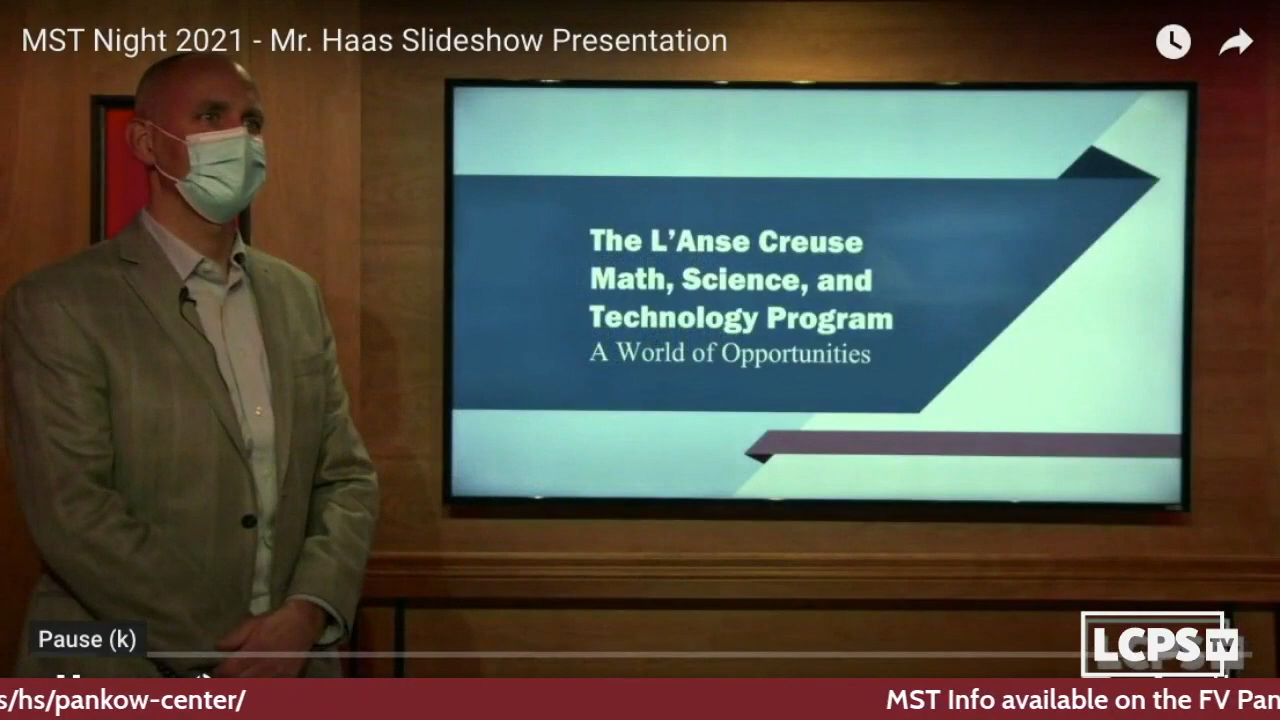 MST Night 2021 - Mr. Haas Slideshow Presentation
The L'Anse Creuse
Math, Science, and
Technology Program
A World of Opportunities
Pause (k)
LCPS TV
s/hs/pankow-center/
MST Info available on the FV Pan